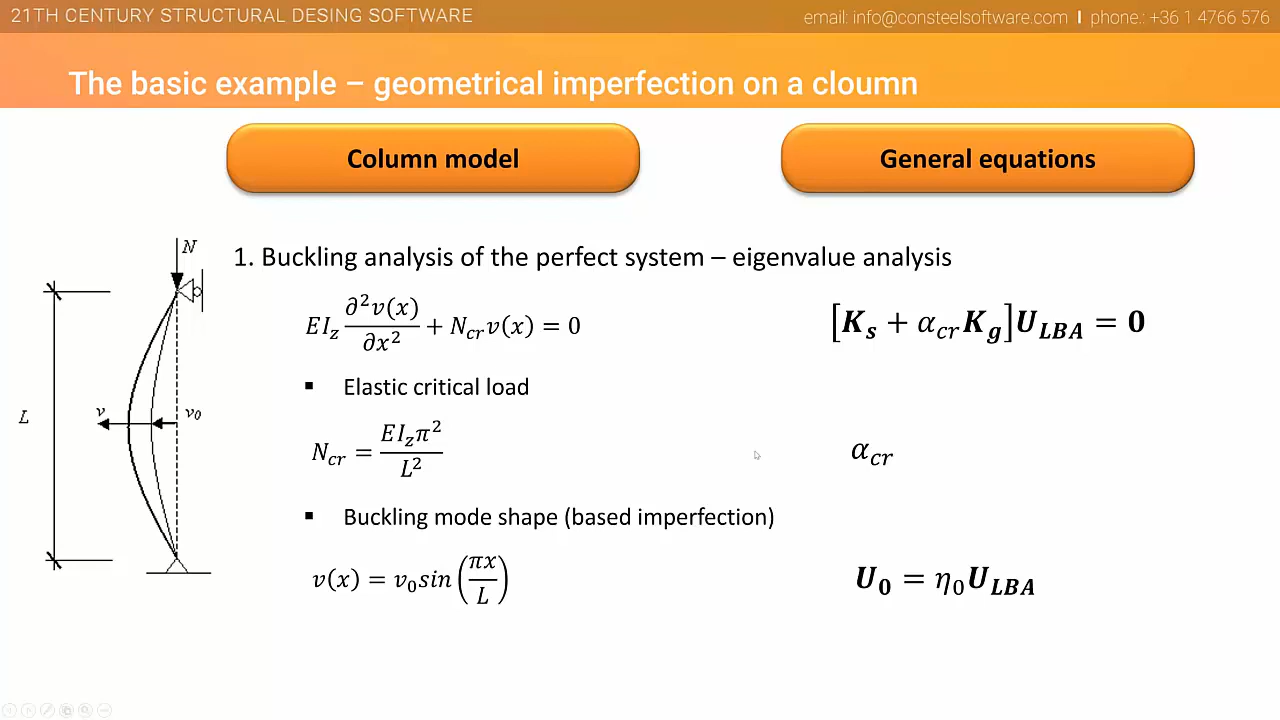 21TH CENTURY STRUCTURAL DESING SOFTWARE
email: info@consteelsoftware.com I phone.: +36 1 4766 576
The basic example – geometrical imperfection on a cloumn
Column model
General equations
N
L
v
v₀
1. Buckling analysis of the perfect system – eigenvalue analysis
EI_z ∂²v(x)/∂x² + N_cr v(x) = 0
[K_s + α_cr K_g]U_LBA = 0
▪ Elastic critical load
N_cr = EI_z π²/L²
α_cr
▪ Buckling mode shape (based imperfection)
v(x) = v₀sin(πx/L)
U₀ = η₀U_LBA